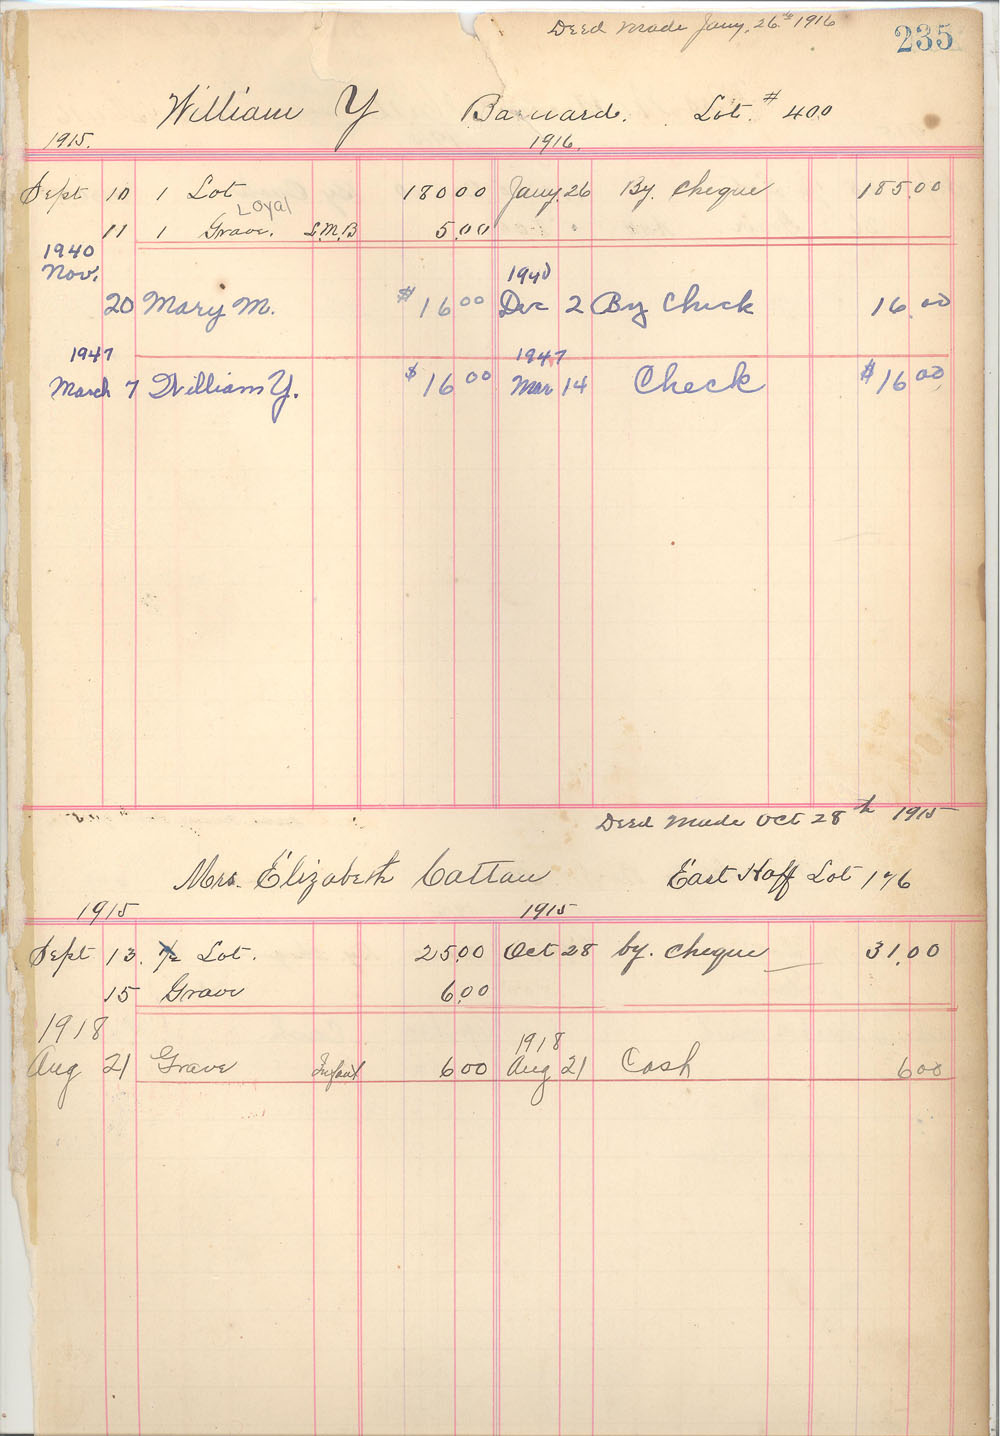 Deed Made Jany, 26th 1916
235
William Y Barnard. Lot. # 400
1915. 1916
Sept 10 1 Lot 180 00 Jany. 26 By. Cheque 185.00
Loyal
11 1 Grave. L.M.B 5.00
1940
Nov. 1940
20 Mary M. $16 00 Dec 2 By Check 16.00
1947 1947
March 7 William Y. $16 00 Mar 14 Check $16 00
Deed Made Oct 28th 1915
Mrs. Elizabeth Cattau East Haff Lot 176
1915 1915
Sept 13. 1/2 Lot. 25.00 Oct 28 by. Cheque 31.00
15 Grave 6.00
1918 1918
Aug 21 Grave Infant 6 00 Aug 21 Cash 6 00